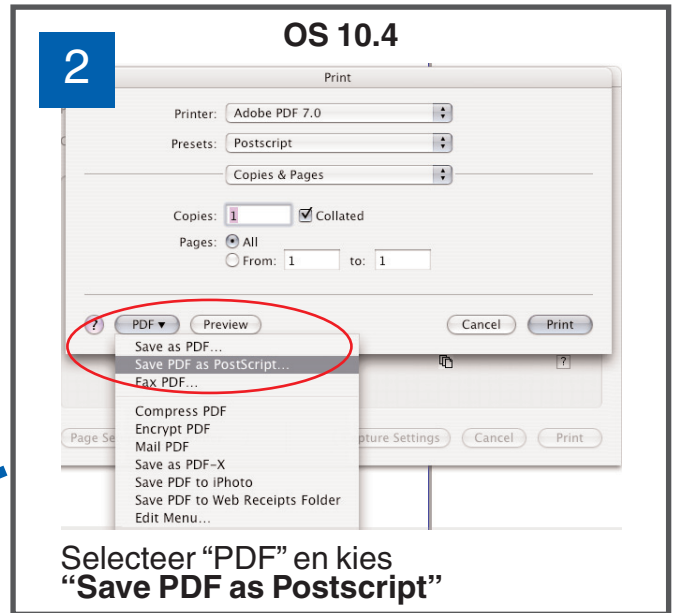 OS 10.4
2
Print
Printer: Adobe PDF 7.0
Presets: Postscript
Copies & Pages
Copies: 1 Collated
Pages: All
From: 1 to: 1
? PDF Preview Cancel Print
Save as PDF...
Save PDF as PostScript...
?
Fax PDF...
Compress PDF
Encrypt PDF
Page Se pture Settings Cancel Print
Mail PDF
Save as PDF-X
Save PDF to iPhoto
Save PDF to Web Receipts Folder
Edit Menu...
Selecteer “PDF” en kies
“Save PDF as Postscript”